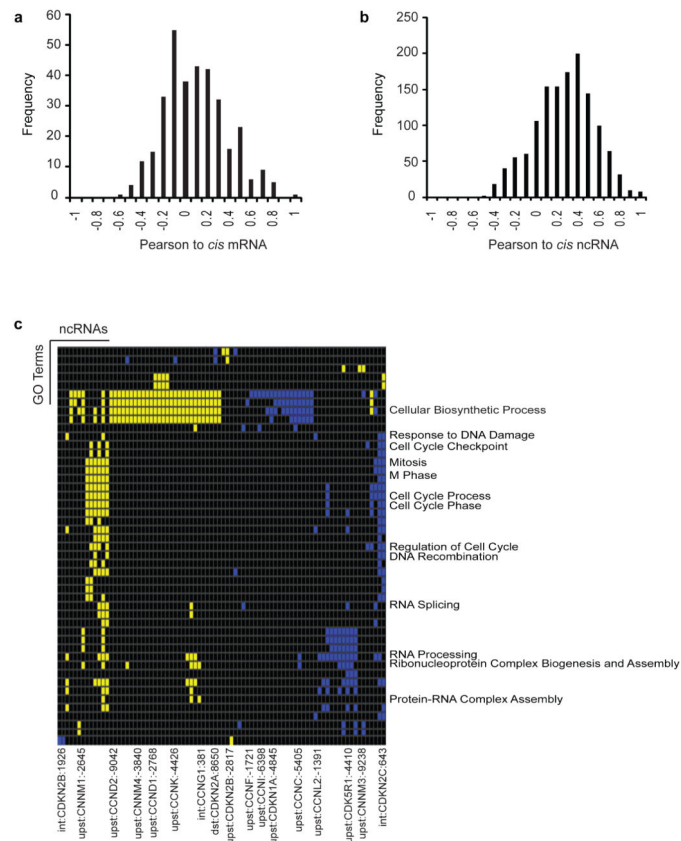 a
60
50
40
30
20
10
0
Frequency
-1
-0.8
-0.6
-0.4
-0.2
0
0.2
0.4
0.6
0.8
1
Pearson to cis mRNA
b
250
200
150
100
50
0
Frequency
-1
-0.8
-0.6
-0.4
-0.2
0
0.2
0.4
0.6
0.8
1
Pearson to cis ncRNA
c
ncRNAs
GO Terms
Cellular Biosynthetic Process
Response to DNA Damage
Cell Cycle Checkpoint
Mitosis
M Phase
Cell Cycle Process
Cell Cycle Phase
Regulation of Cell Cycle
DNA Recombination
RNA Splicing
RNA Processing
Ribonucleoprotein Complex Biogenesis and Assembly
Protein-RNA Complex Assembly
int:CDKN2B:1926
upst:CNNM1:-2645
upst:CCND2:-9042
upst:CNNM4:-3840
upst:CCND1:-2768
upst:CCNK:-4426
int:CCNG1:381
dst:CDKN2A:8650
upst:CDKN2B:-2817
upst:CCNF:-1721
upst:CCNI:-6398
upst:CDKN1A:-4845
upst:CCNC:-5405
upst:CCNL2:-1391
upst:CDK5R1:-4410
upst:CNNM3:-9238
int:CDKN2C:643